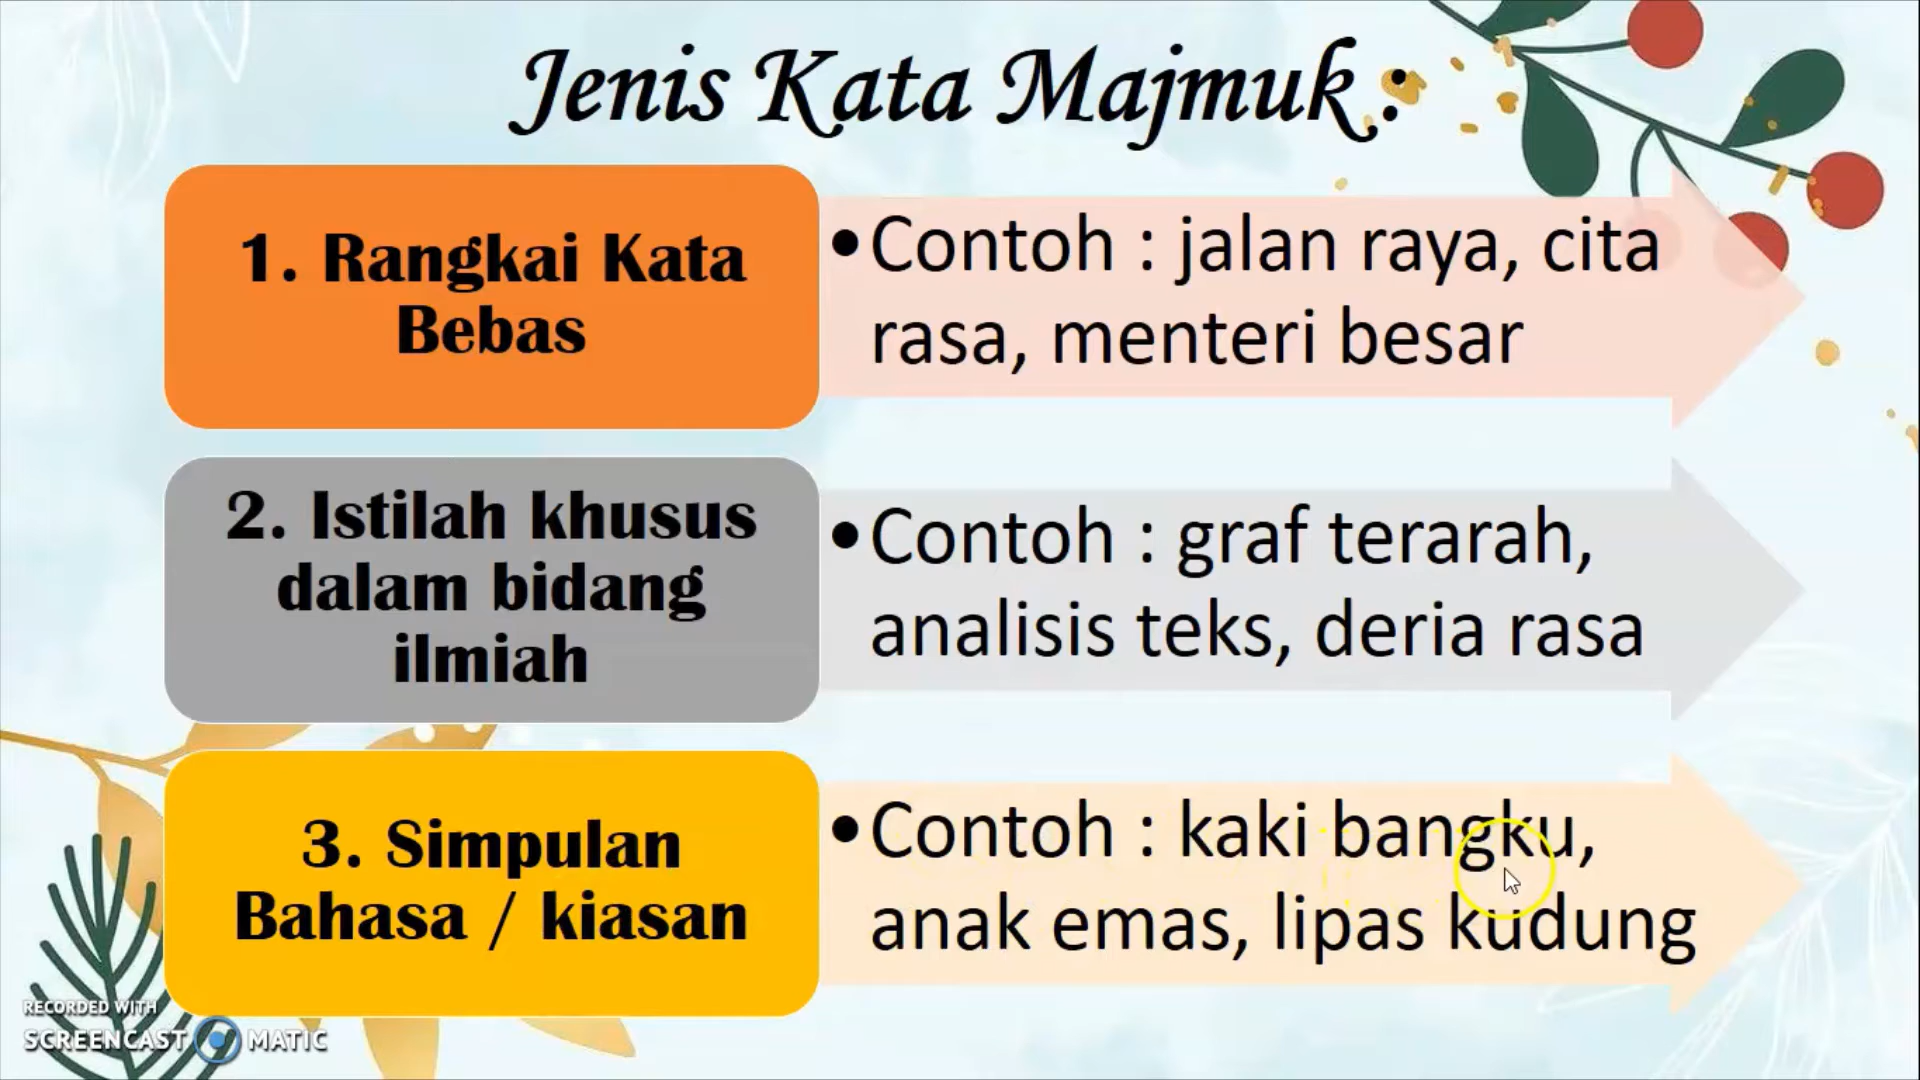 Jenis Kata Majmuk :
1. Rangkai Kata
Bebas
•Contoh : jalan raya, cita
rasa, menteri besar
2. Istilah khusus
dalam bidang
ilmiah
•Contoh : graf terarah,
analisis teks, deria rasa
3. Simpulan
Bahasa / kiasan
•Contoh : kaki bangku,
anak emas, lipas kudung
RECORDED WITH
SCREENCAST MATIC